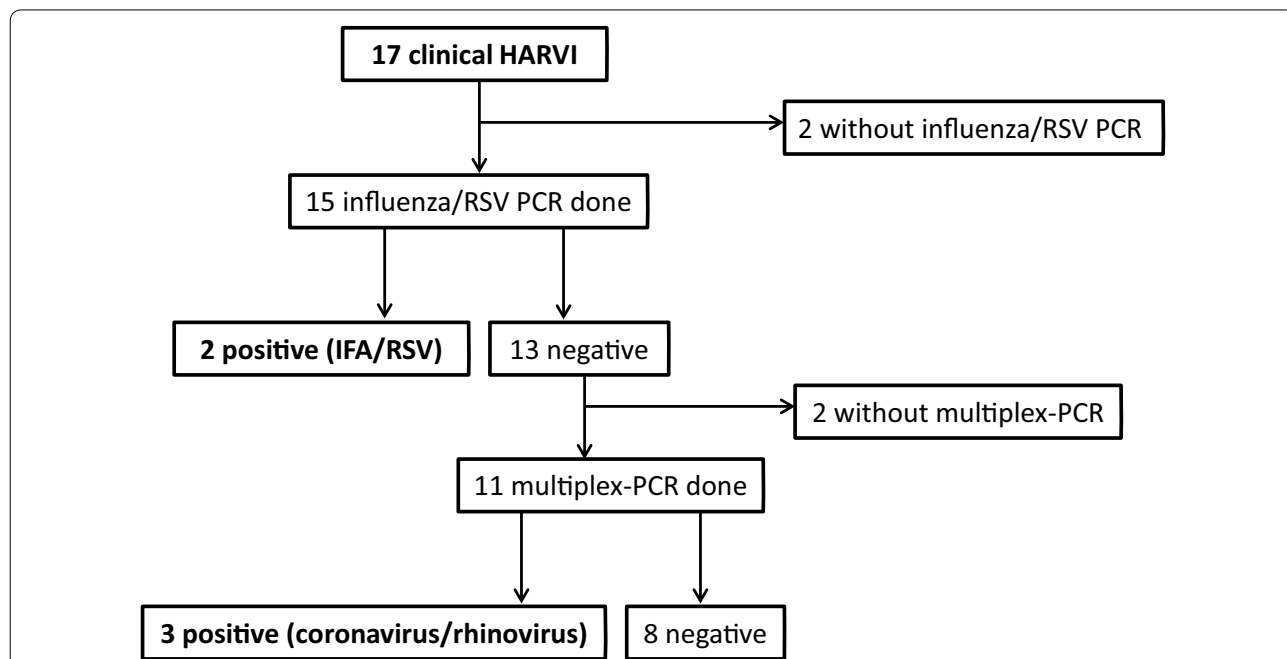 17 clinical HARVI
2 without influenza/RSV PCR
15 influenza/RSV PCR done
2 positive (IFA/RSV)
13 negative
2 without multiplex-PCR
11 multiplex-PCR done
3 positive (coronavirus/rhinovirus)
8 negative